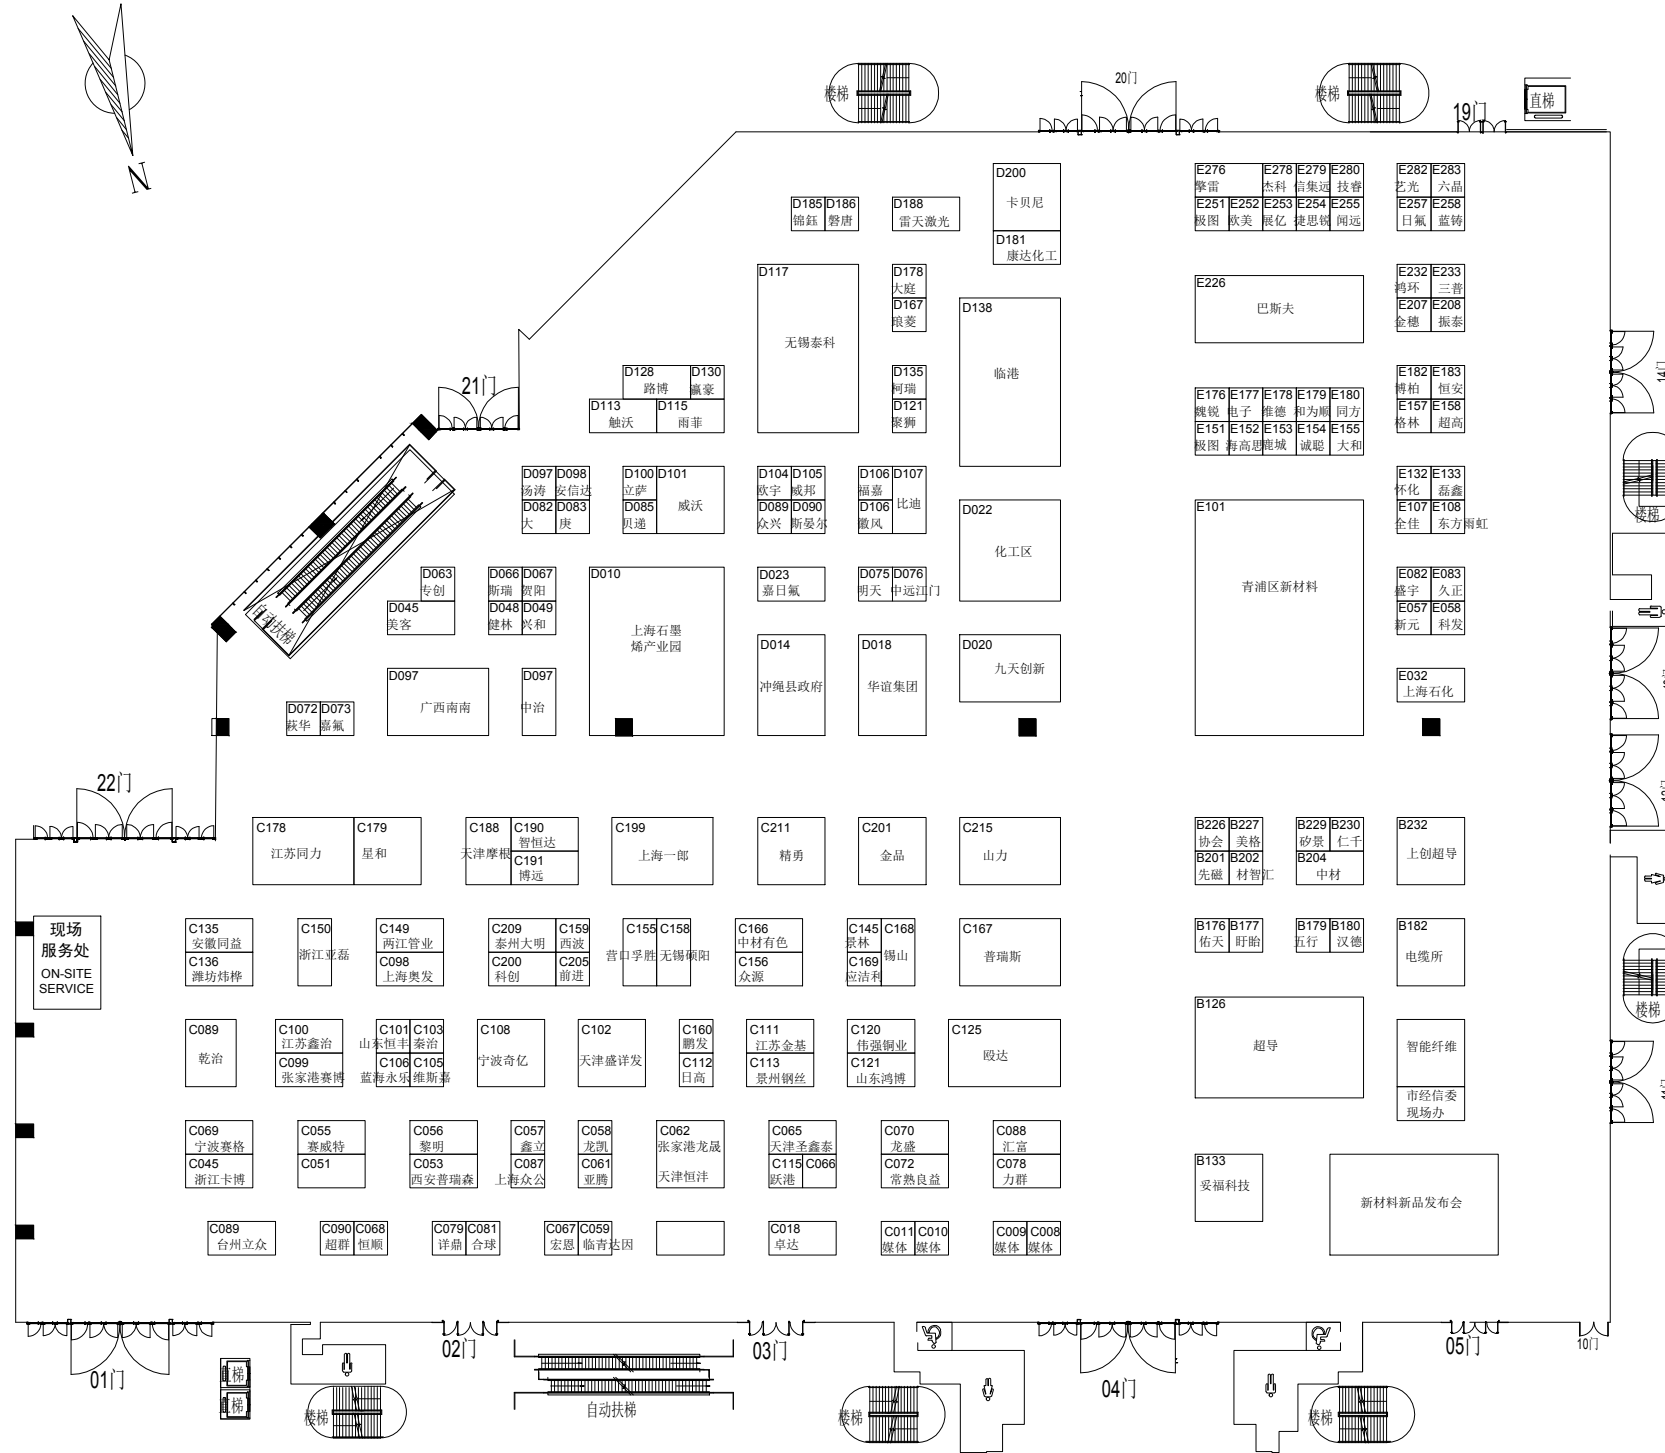 N
楼梯
20门
楼梯
19门
直梯
D200
卡贝尼
D181
康达化工
D185
锦鈺
D186
磐唐
D188
雷天激光
E276
擎雷
E278
杰科
E279
信集远
E280
技睿
E251
极图
E252
欧美
E253
展亿
E254
捷思锐
E255
闻远
E282
艺光
E283
六晶
E257
日氟
E258
蓝铸
D117
无锡泰科
D178
大庭
D167
琅菱
D138
临港
E226
巴斯夫
E232
鸿环
E233
三普
E207
金穗
E208
振泰
14门
21门
D128
路博
D130
瀛豪
D113
触沃
D115
雨菲
D135
柯瑞
D121
聚狮
E176
魏锐
E177
电子
E178
维德
E179
和为顺
E180
同方
E151
极图
E152
海高思
E153
鹿城
E154
诚聪
E155
大和
E182
博柏
E183
恒安
E157
格林
E158
超高
D097
汤涛
D098
安信达
D082
大
D083
庚
D100
立萨
D085
贝递
D101
威沃
D104
欧宇
D105
威邦
D089
众兴
D090
斯晏尔
D106
福嘉
D106
徽风
D107
比迪
D022
化工区
E101
青浦区新材料
E132
怀化
E133
磊鑫
E107
全佳
E108
东方雨虹
楼梯
自动扶梯
D063
专创
D045
美客
D066
斯瑞
D067
贺阳
D048
健林
D049
兴和
D010
上海石墨
烯产业园
D023
嘉日氟
D075
明天
D076
中远江门
E082
盛宇
E083
久正
E057
新元
E058
科发
D014
冲绳县政府
D018
华谊集团
D020
九天创新
E032
上海石化
D072
萩华
D073
嘉氟
D097
广西南南
D097
中冶
22门
C178
江苏同力
C179
星和
C188
天津摩根
C190
智恒达
C191
博远
C199
上海一郎
C211
精勇
C201
金品
C215
山力
B226
协会
B227
美格
B201
先磁
B202
材智汇
B229
矽景
B230
仁千
B204
中材
B232
上创超导
现场
服务处
ON-SITE
SERVICE
C135
安徽同益
C136
潍坊炜桦
C150
浙江亚磊
C149
两江管业
C098
上海奥发
C209
泰州大明
C200
科创
C159
西波
C205
前进
C155
营口孚胜
C158
无锡硕阳
C166
中材有色
C156
众源
C145
景林
C169
应洁利
C168
锡山
C167
普瑞斯
B176
佑天
B177
盱眙
B179
五行
B180
汉德
B182
电缆所
楼梯
C089
乾冶
C100
江苏鑫冶
C099
张家港赛博
C101
山东恒丰
C103
秦冶
C106
蓝海永乐
C105
维斯嘉
C108
宁波奇亿
C102
天津盛详发
C160
鹏发
C112
日高
C111
江苏金基
C113
景州钢丝
C120
伟强铜业
C121
山东鸿博
C125
殴达
B126
超导
智能纤维
市经信委
现场办
11门
C069
宁波赛格
C045
浙江卡博
C055
赛威特
C051
C056
黎明
C053
西安普瑞森
C057
鑫立
C087
上海众公
C058
龙凯
C061
亚腾
C062
张家港龙晟
天津恒沣
C065
天津圣鑫泰
C115
跃港
C066
C070
龙盛
C072
常熟良益
C088
汇富
C078
力群
B133
妥福科技
新材料新品发布会
C089
台州立众
C090
超群
C068
恒顺
C079
详鼎
C081
合球
C067
宏恩
C059
临青达因
C018
卓达
C011
媒体
C010
媒体
C009
媒体
C008
媒体
01门
02门
03门
04门
05门
10门
直梯
楼梯
自动扶梯
楼梯
楼梯